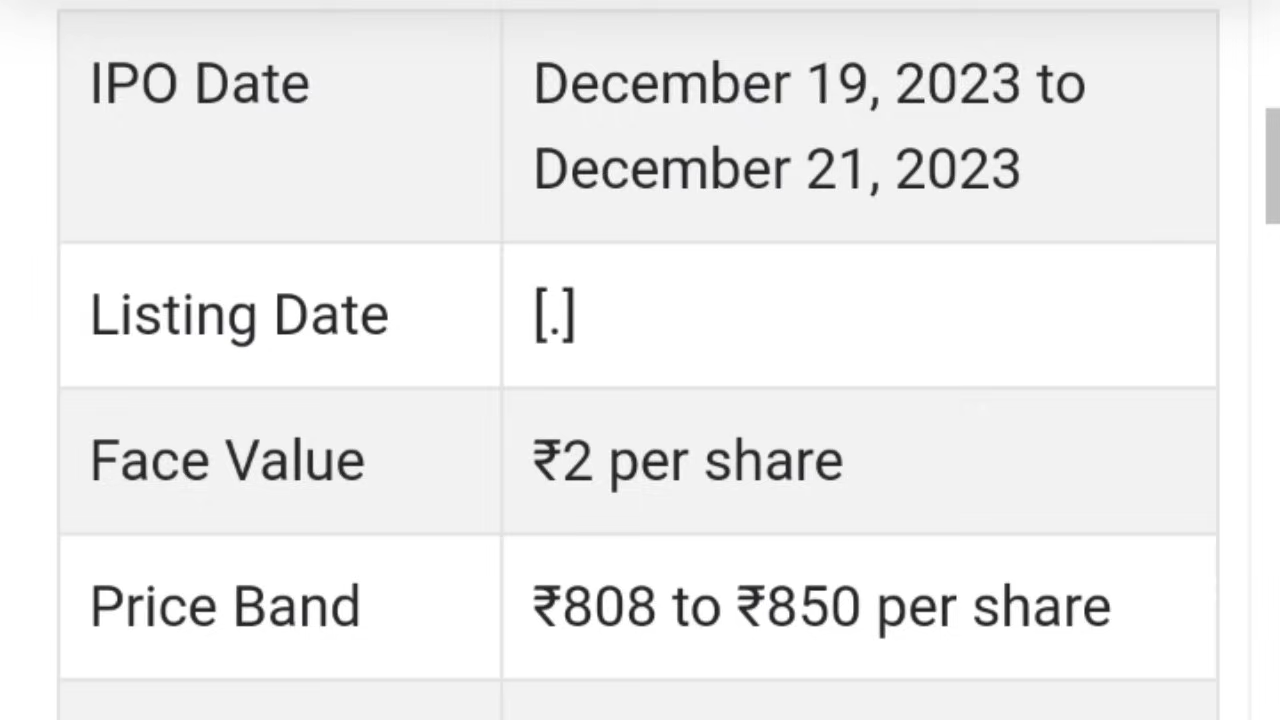 IPO Date
December 19, 2023 to
December 21, 2023
Listing Date
[.]
Face Value
₹2 per share
Price Band
₹808 to ₹850 per share